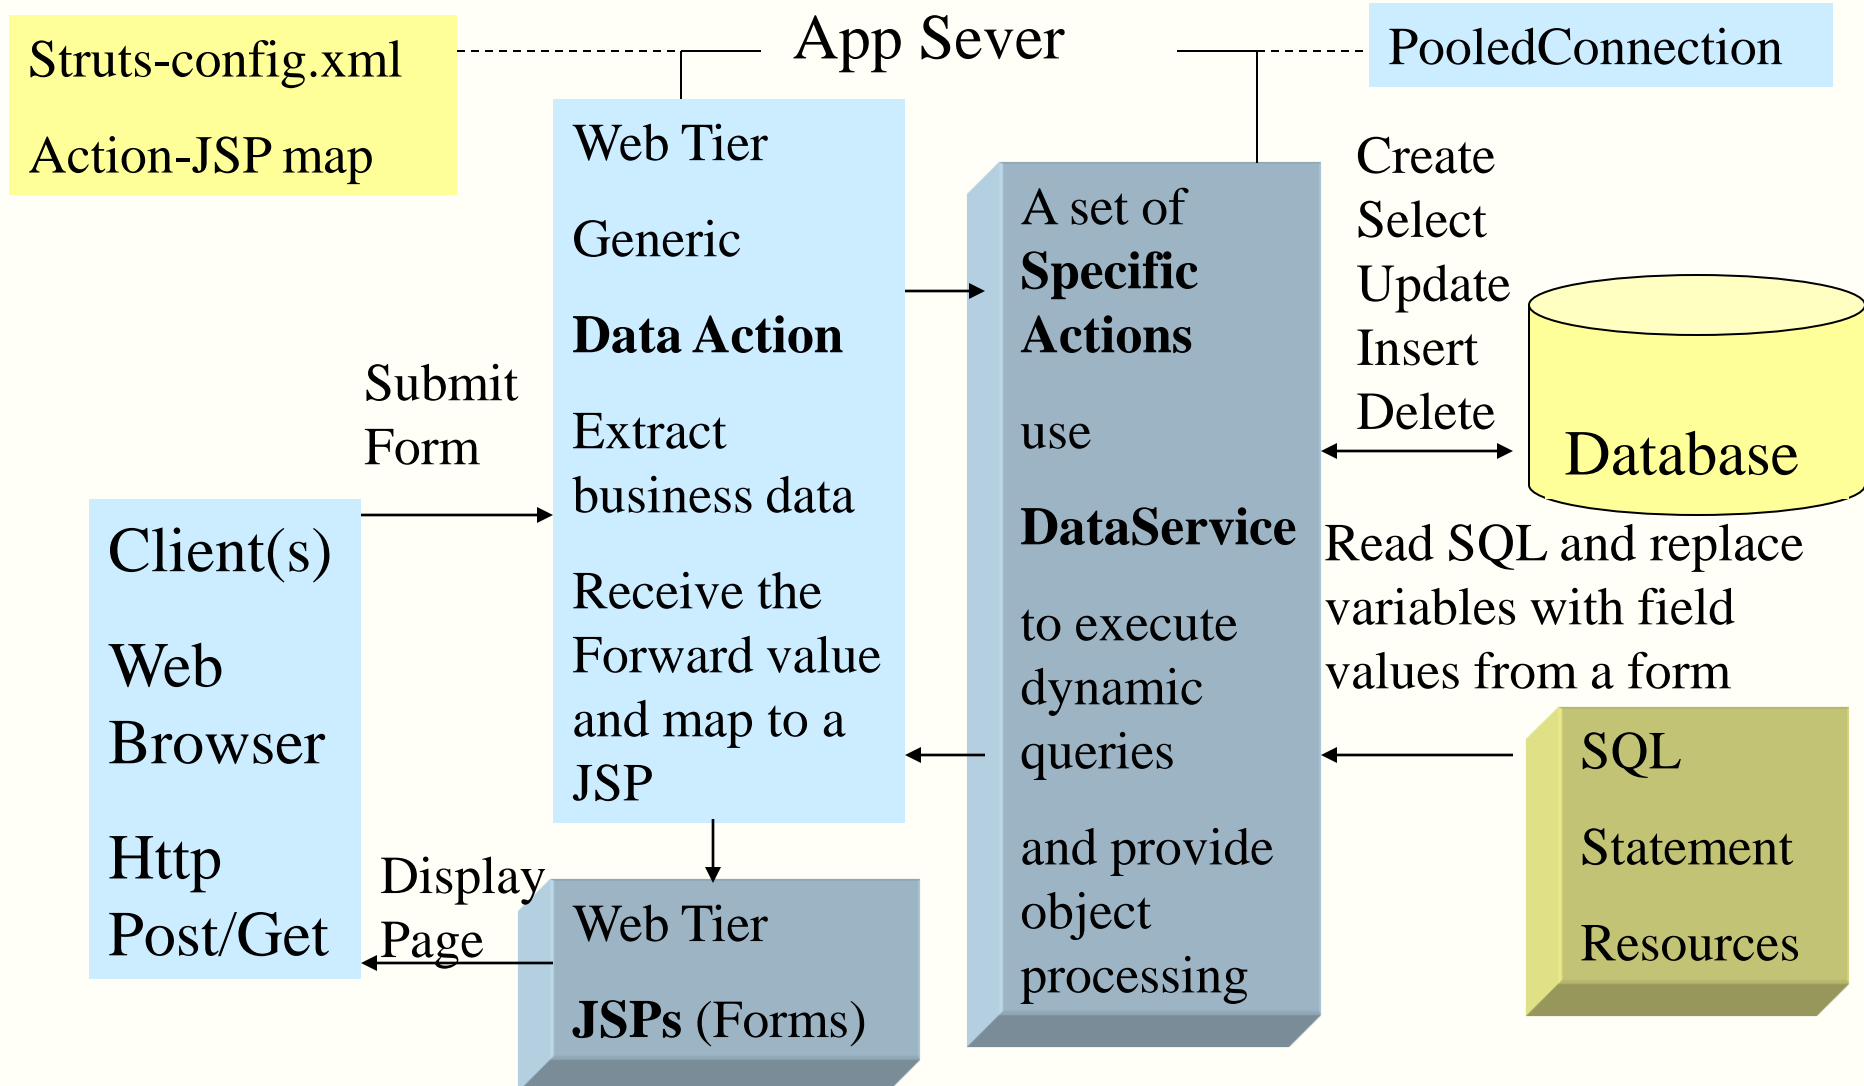 Struts-config.xml
Action-JSP map
App Sever
PooledConnection
Web Tier
Generic
Data Action
Extract
business data
Receive the
Forward value
and map to a
JSP
A set of
Specific
Actions
use
DataService
to execute
dynamic
queries
and provide
object
processing
Create
Select
Update
Insert
Delete
Database
Read SQL and replace
variables with field
values from a form
SQL
Statement
Resources
Submit
Form
Client(s)
Web
Browser
Http
Post/Get
Display
Page
Web Tier
JSPs (Forms)